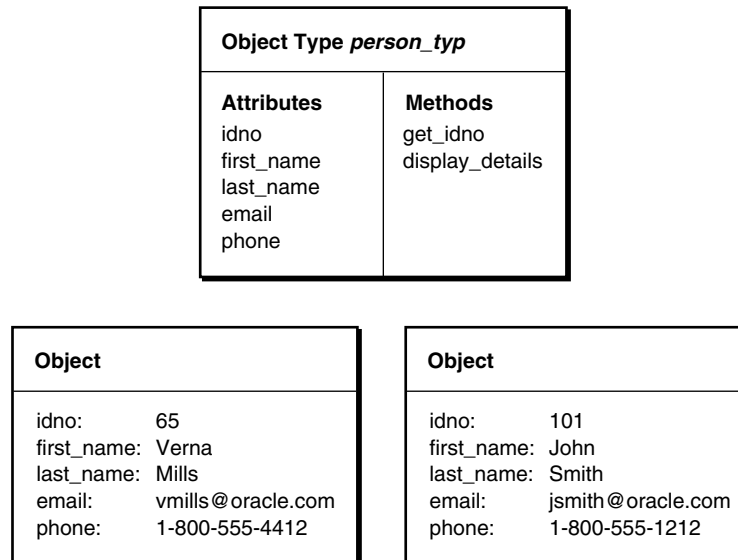 Object Type person_typ
Attributes
idno
first_name
last_name
email
phone
Methods
get_idno
display_details
Object
idno: 65
first_name: Verna
last_name: Mills
email: vmills@oracle.com
phone: 1-800-555-4412
Object
idno: 101
first_name: John
last_name: Smith
email: jsmith@oracle.com
phone: 1-800-555-1212